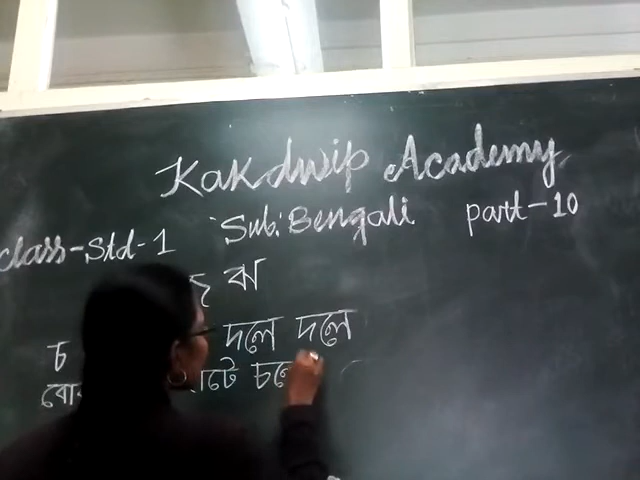 Kakdwip Academy
Class-Std-1 Sub:Bengali part-10
ঝ
চ দলে দলে